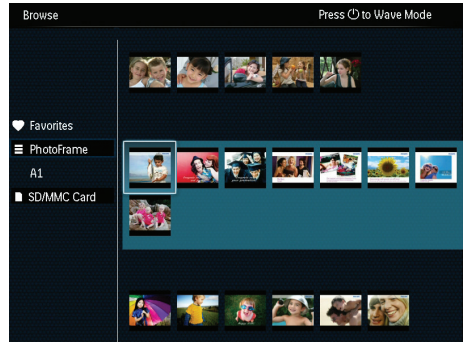 Browse
Press ⏻ to Wave Mode
Favorites
PhotoFrame
A1
SD/MMC Card